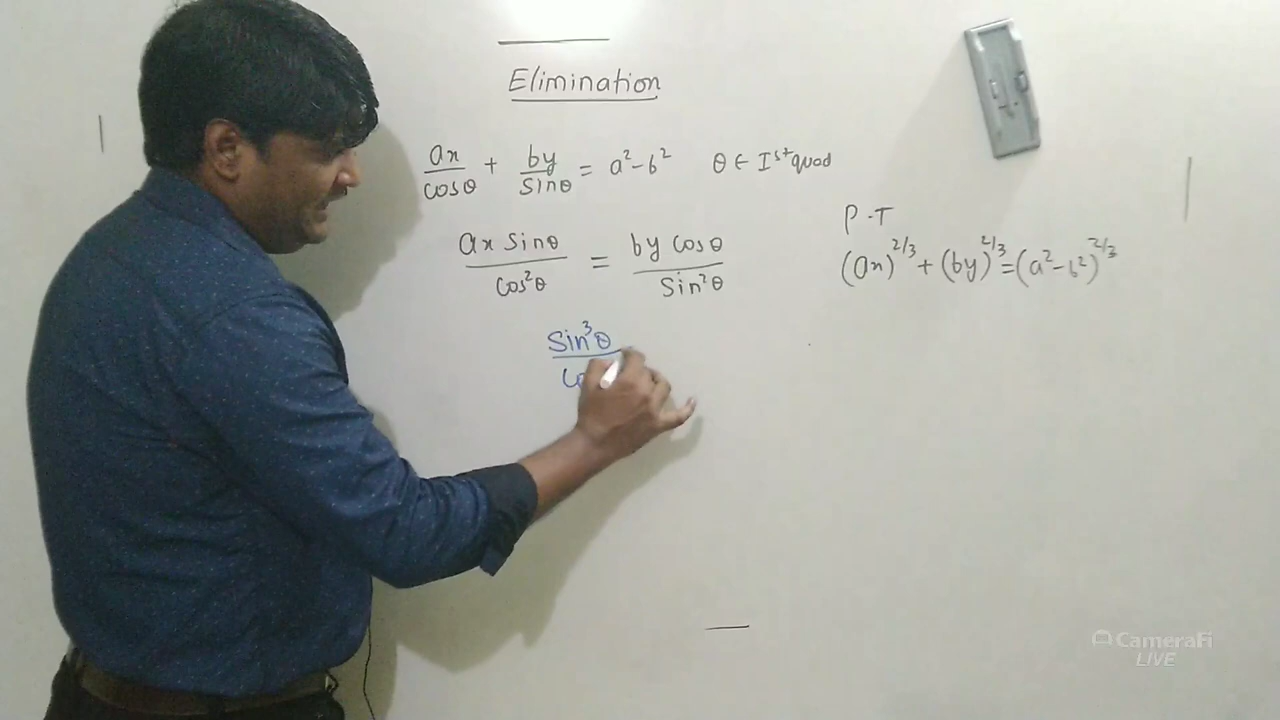 Elimination
ax/cosθ + by/sinθ = a²-b² θ ∈ Ist quad
ax sinθ/cos²θ = by cosθ/sin²θ
P.T
(ax)^2/3 + (by)^2/3 = (a²-b²)^2/3
sin³θ
CameraFi
LIVE